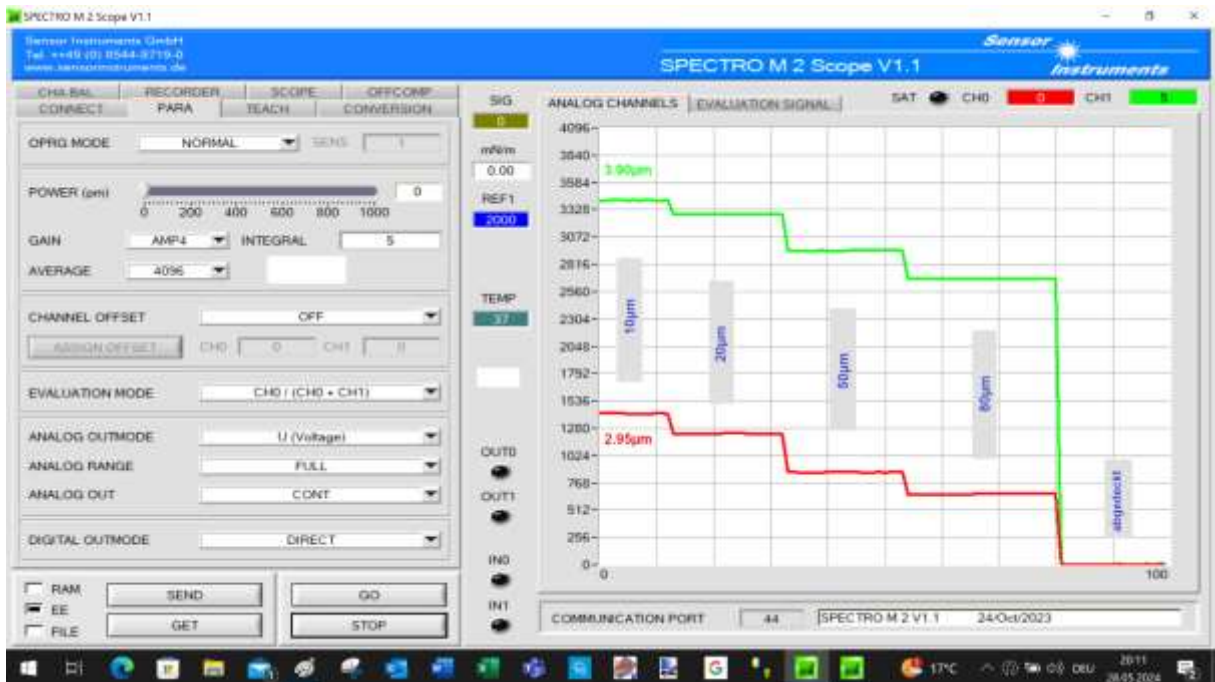 SPECTRO M 2 Scope V1.1
Sensor Instruments GmbH
Tel. ++49 (0) 8544-9719-0
www.sensorinstruments.de
SPECTRO M 2 Scope V1.1
Sensor
Instruments
CHA BAL RECORDER SCOPE OFFCOMP
CONNECT PARA TEACH CONVERSION
OPRG MODE NORMAL SENS 1
POWER (pm) 0
0 200 400 600 800 1000
GAIN AMP4 INTEGRAL 5
AVERAGE 4096
CHANNEL OFFSET OFF
ASSIGN OFFSET CH0 0 CH1 0
EVALUATION MODE CH0 / (CH0 + CH1)
ANALOG OUTMODE U (Voltage)
ANALOG RANGE FULL
ANALOG OUT CONT
DIGITAL OUTMODE DIRECT
RAM
EE
FILE
SEND GO
GET STOP
SIG
0
mN/m
0.00
REF1
2000
TEMP
37
OUT0
OUT1
IN0
IN1
ANALOG CHANNELS EVALUATION SIGNAL SAT CH0 0 CH1 5
4096
3840
3584
3328
3072
2816
2560
2304
2048
1792
1536
1280
1024
768
512
256
0
0 100
3.90µm
2.95µm
10µm
20µm
50µm
80µm
abgedeckt
COMMUNICATION PORT 44 SPECTRO M 2 V1.1 24/Oct/2023
17°C DEU 20:11
28.05.2024